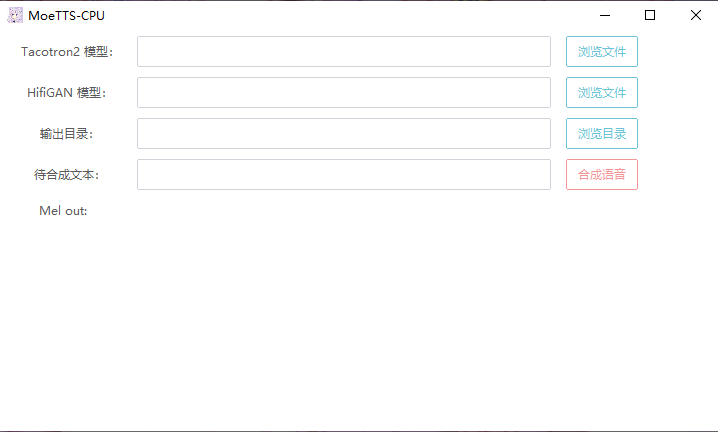 MoeTTS-CPU
Tacotron2 模型： 浏览文件
HifiGAN 模型： 浏览文件
输出目录： 浏览目录
待合成文本： 合成语音
Mel out: